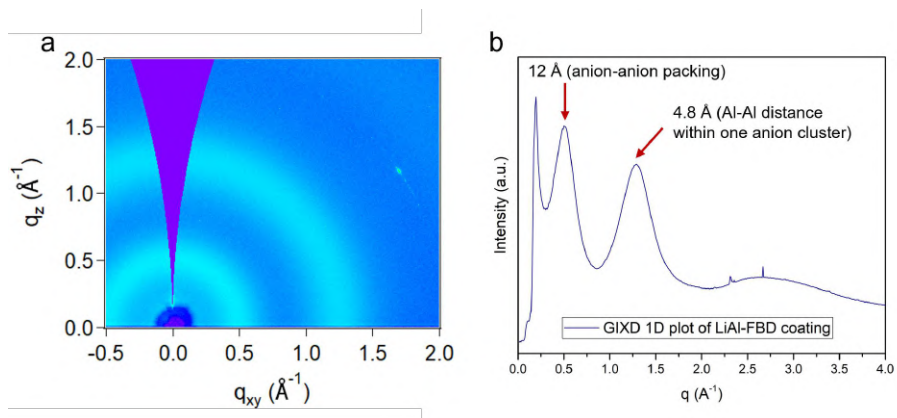 a
2.0
1.5
1.0
0.5
0.0
qz (Å-1)
-0.5 0.0 0.5 1.0 1.5 2.0
qxy (Å-1)
b
12 Å (anion-anion packing)
4.8 Å (Al-Al distance
within one anion cluster)
Intensity (a.u.)
GIXD 1D plot of LiAl-FBD coating
0.0 0.5 1.0 1.5 2.0 2.5 3.0 3.5 4.0
q (A-1)